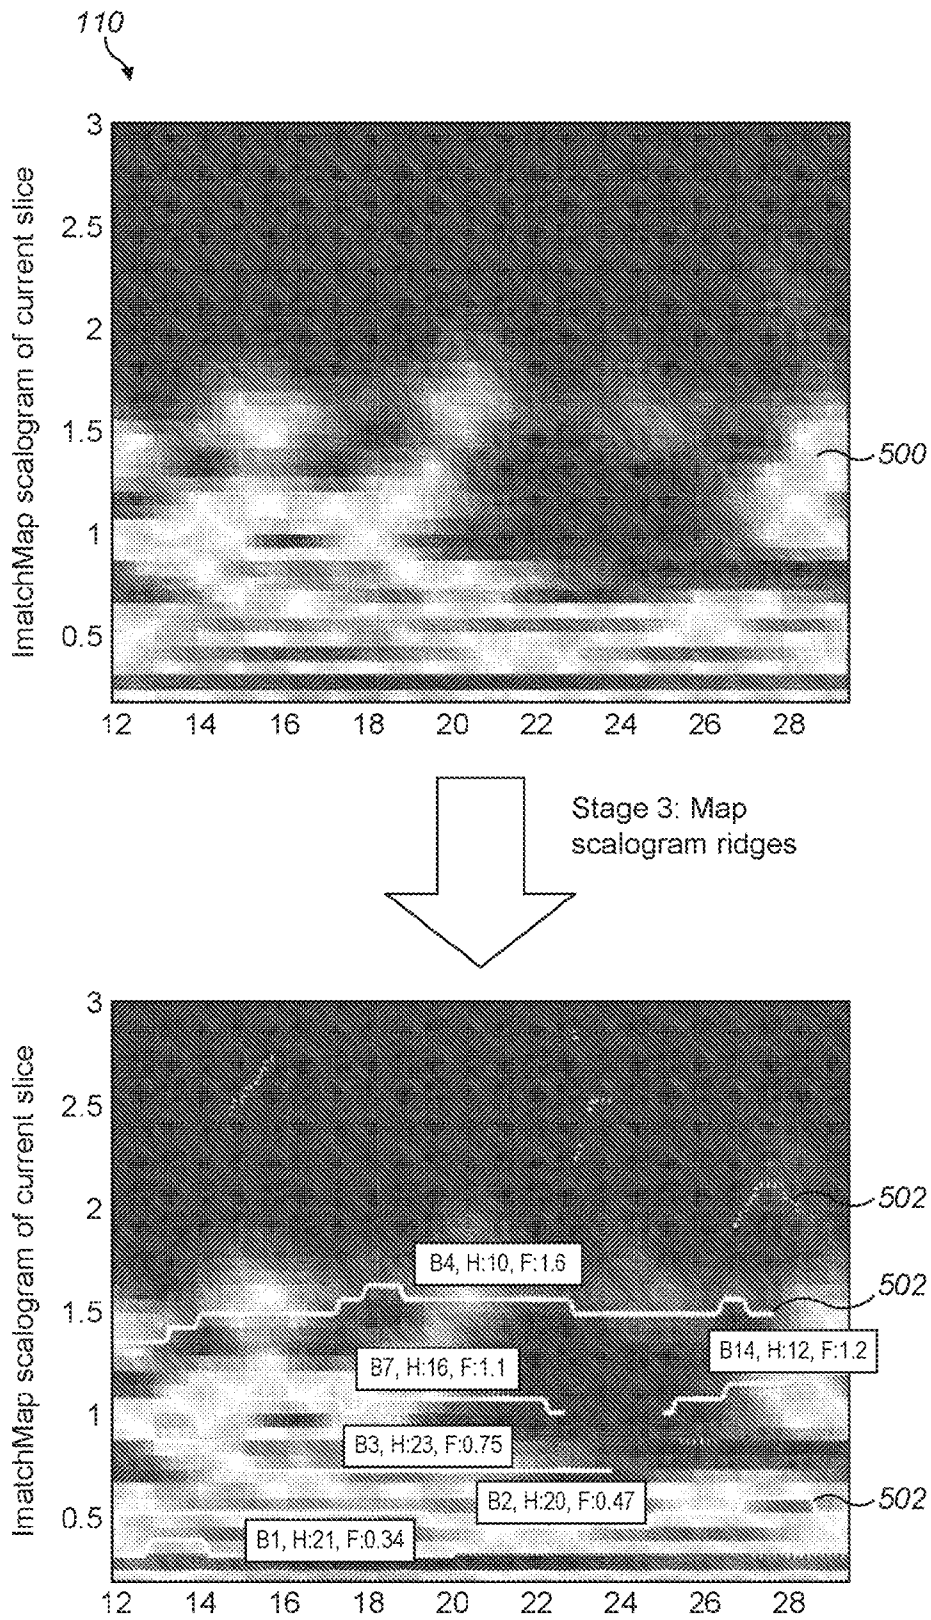 110
ImatchMap scalogram of current slice
3
2.5
2
1.5
1
0.5
500
12 14 16 18 20 22 24 26 28
Stage 3: Map
scalogram ridges
ImatchMap scalogram of current slice
3
2.5
2
1.5
1
0.5
502
B4, H:10, F:1.6
502
B14, H:12, F:1.2
B7, H:16, F:1.1
B3, H:23, F:0.75
B2, H:20, F:0.47
502
B1, H:21, F:0.34
12 14 16 18 20 22 24 26 28